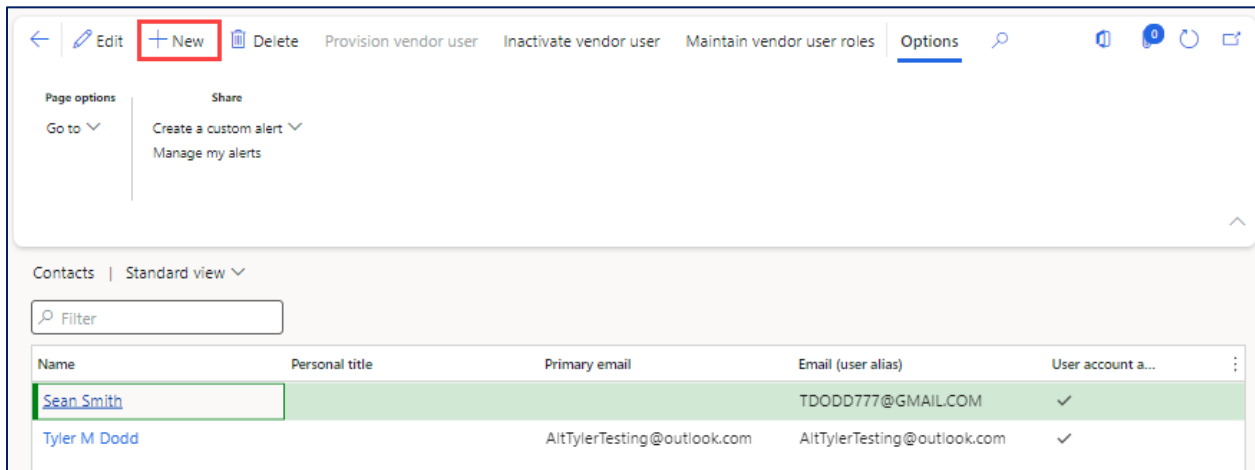 Edit New Delete Provision vendor user Inactivate vendor user Maintain vendor user roles Options 0
Page options Share
Go to Create a custom alert
Manage my alerts
Contacts | Standard view
Filter
Name Personal title Primary email Email (user alias) User account a...
Sean Smith TDODD777@GMAIL.COM
Tyler M Dodd AltTylerTesting@outlook.com AltTylerTesting@outlook.com